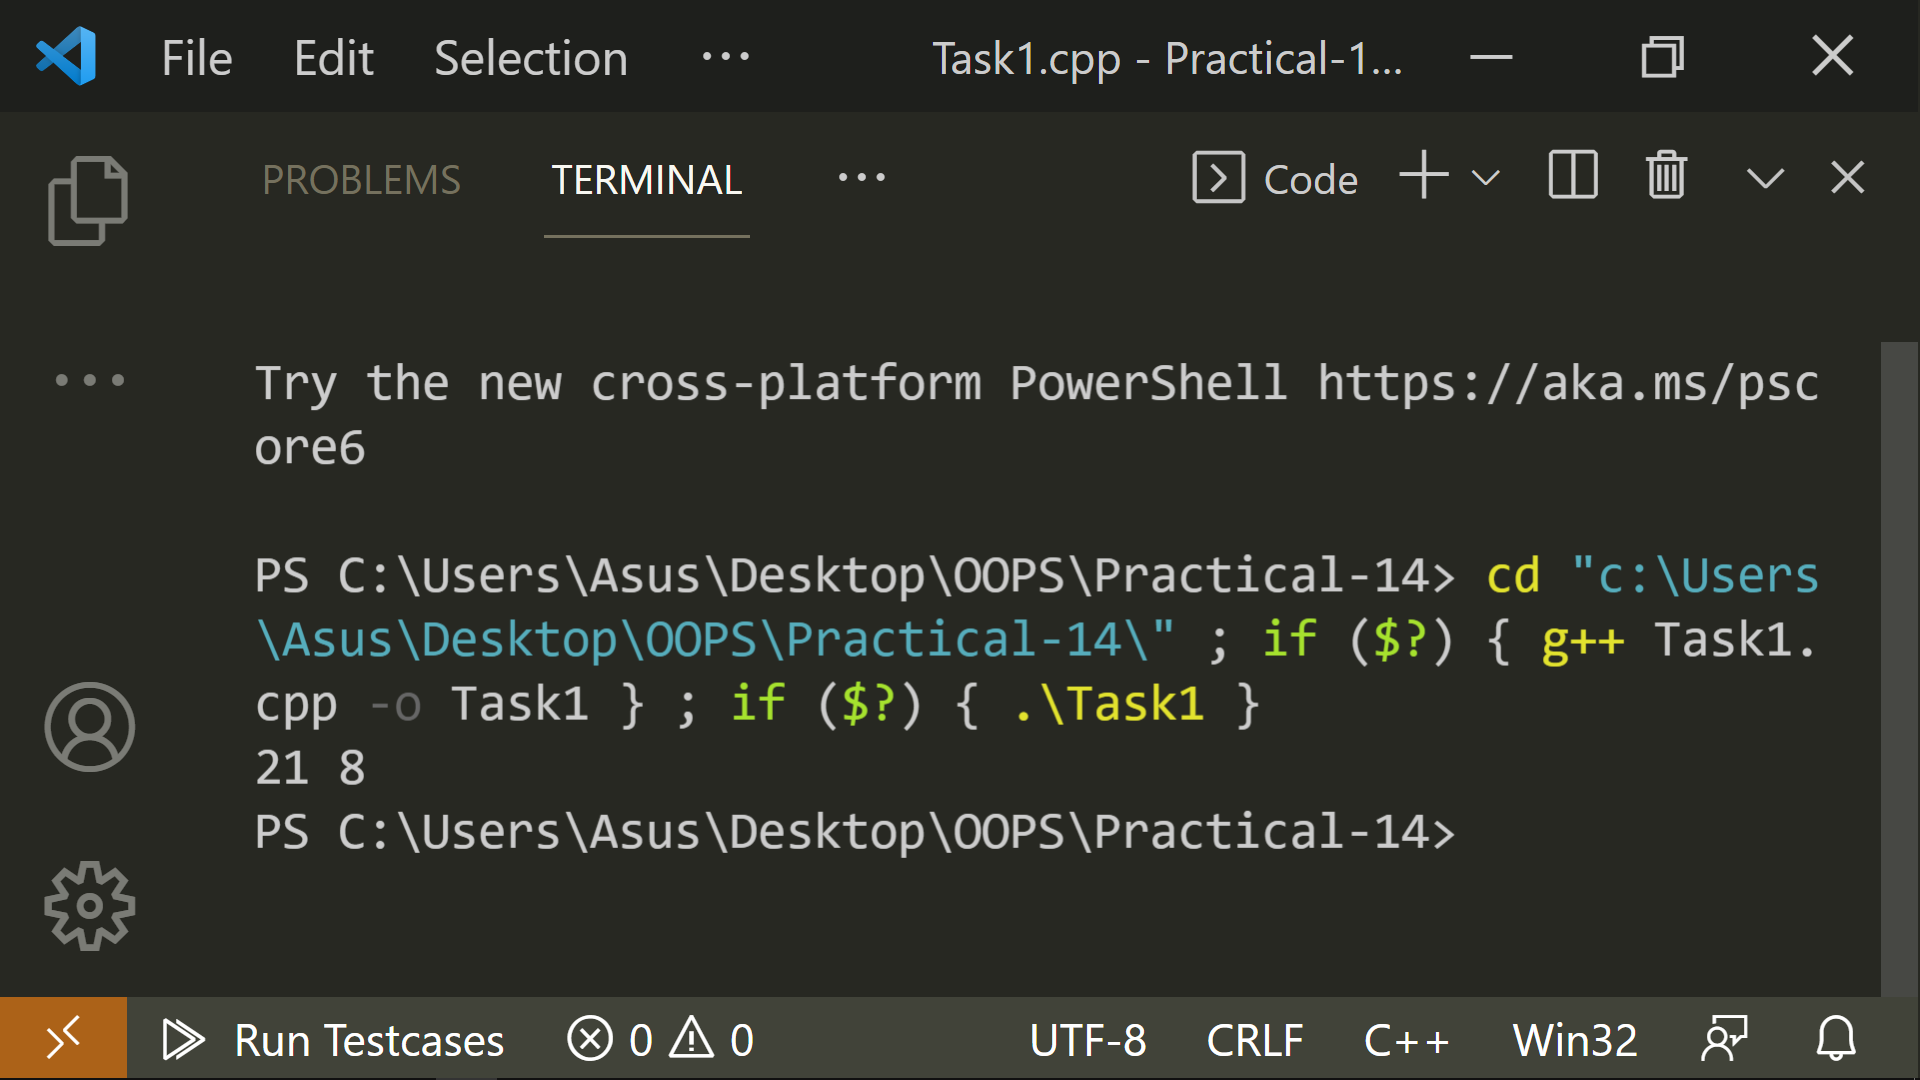 File Edit Selection ··· Task1.cpp - Practical-1...
PROBLEMS TERMINAL ··· Code
Try the new cross-platform PowerShell https://aka.ms/psc
ore6
PS C:\Users\Asus\Desktop\OOPS\Practical-14> cd "c:\Users
\Asus\Desktop\OOPS\Practical-14\" ; if ($?) { g++ Task1.
cpp -o Task1 } ; if ($?) { .\Task1 }
21 8
PS C:\Users\Asus\Desktop\OOPS\Practical-14>
Run Testcases 0 0 UTF-8 CRLF C++ Win32